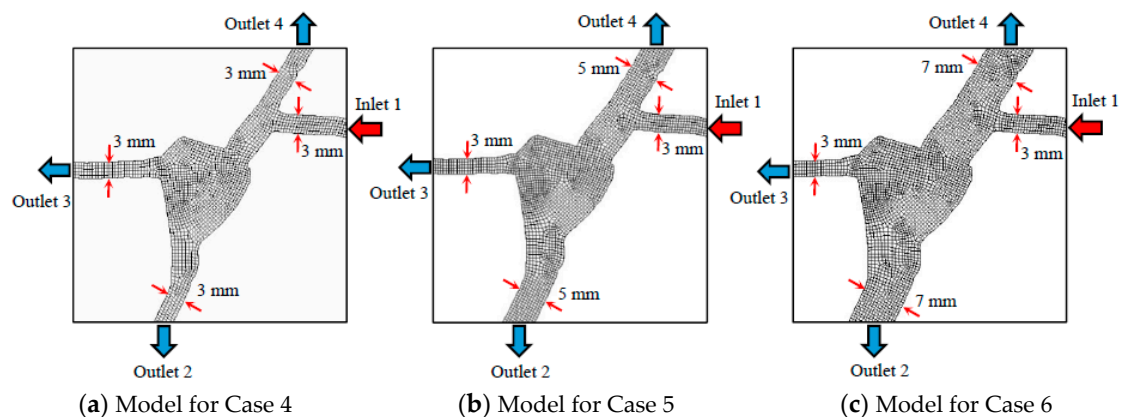 Outlet 4
3 mm
Inlet 1
3 mm
3 mm
Outlet 3
3 mm
Outlet 2
(a) Model for Case 4
Outlet 4
5 mm
Inlet 1
3 mm
3 mm
Outlet 3
5 mm
Outlet 2
(b) Model for Case 5
Outlet 4
7 mm
Inlet 1
3 mm
3 mm
Outlet 3
7 mm
Outlet 2
(c) Model for Case 6